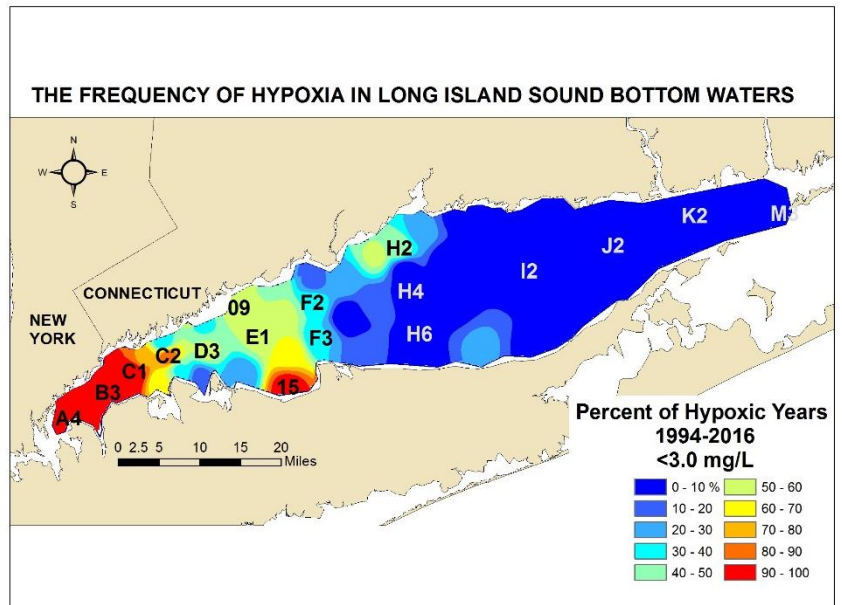 THE FREQUENCY OF HYPOXIA IN LONG ISLAND SOUND BOTTOM WATERS
N
W E
S
K2
M3
J2
H2
I2
CONNECTICUT
H4
09
F2
NEW
YORK
H6
F3
E1
D3
C2
C1
B3
15
A4
0 2.5 5 10 15 20
Miles
Percent of Hypoxic Years
1994-2016
<3.0 mg/L
0 - 10 % 50 - 60
10 - 20 60 - 70
20 - 30 70 - 80
30 - 40 80 - 90
40 - 50 90 - 100